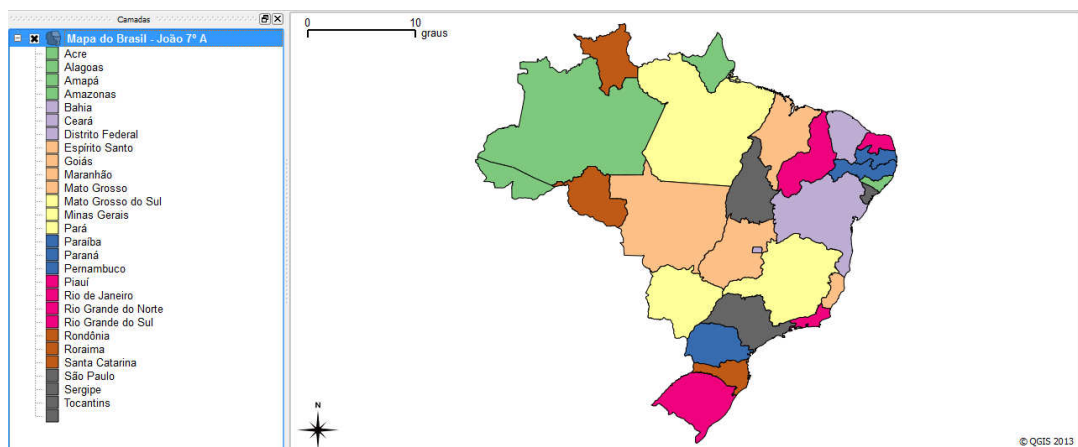 Camadas
Mapa do Brasil - João 7º A
Acre
Alagoas
Amapá
Amazonas
Bahia
Ceará
Distrito Federal
Espírito Santo
Goiás
Maranhão
Mato Grosso
Mato Grosso do Sul
Minas Gerais
Pará
Paraíba
Paraná
Pernambuco
Piauí
Rio de Janeiro
Rio Grande do Norte
Rio Grande do Sul
Rondônia
Roraima
Santa Catarina
São Paulo
Sergipe
Tocantins
0 10
graus
N
© QGIS 2013